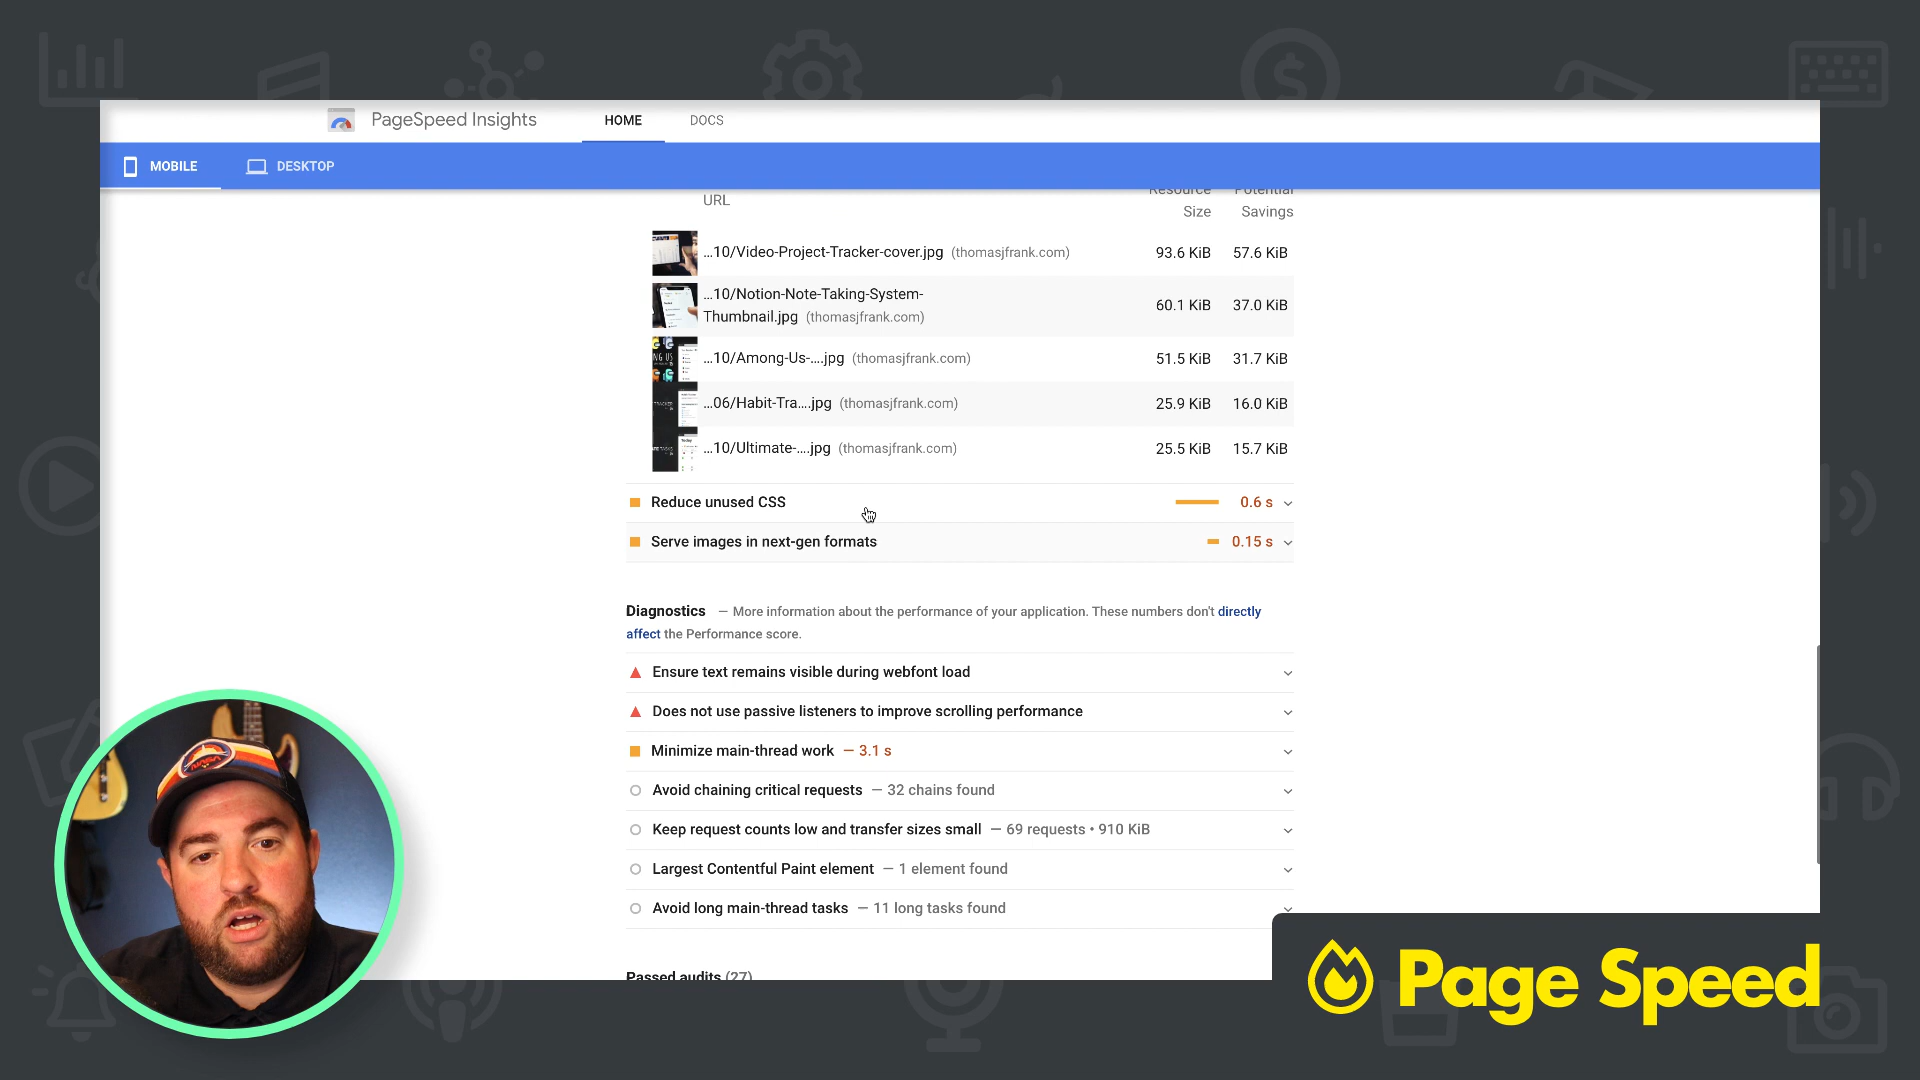 PageSpeed Insights
HOME
DOCS
MOBILE
DESKTOP
Resource
Potential
URL
Size
Savings
...10/Video-Project-Tracker-cover.jpg (thomasjfrank.com)
93.6 KiB
57.6 KiB
...10/Notion-Note-Taking-System-
Thumbnail.jpg (thomasjfrank.com)
60.1 KiB
37.0 KiB
...10/Among-Us-....jpg (thomasjfrank.com)
51.5 KiB
31.7 KiB
...06/Habit-Tra....jpg (thomasjfrank.com)
25.9 KiB
16.0 KiB
...10/Ultimate-....jpg (thomasjfrank.com)
25.5 KiB
15.7 KiB
Reduce unused CSS
0.6 s
Serve images in next-gen formats
0.15 s
Diagnostics — More information about the performance of your application. These numbers don't directly
affect the Performance score.
Ensure text remains visible during webfont load
Does not use passive listeners to improve scrolling performance
Minimize main-thread work — 3.1 s
Avoid chaining critical requests — 32 chains found
Keep request counts low and transfer sizes small — 69 requests • 910 KiB
Largest Contentful Paint element — 1 element found
Avoid long main-thread tasks — 11 long tasks found
Passed audits (27)
NASA
Page Speed